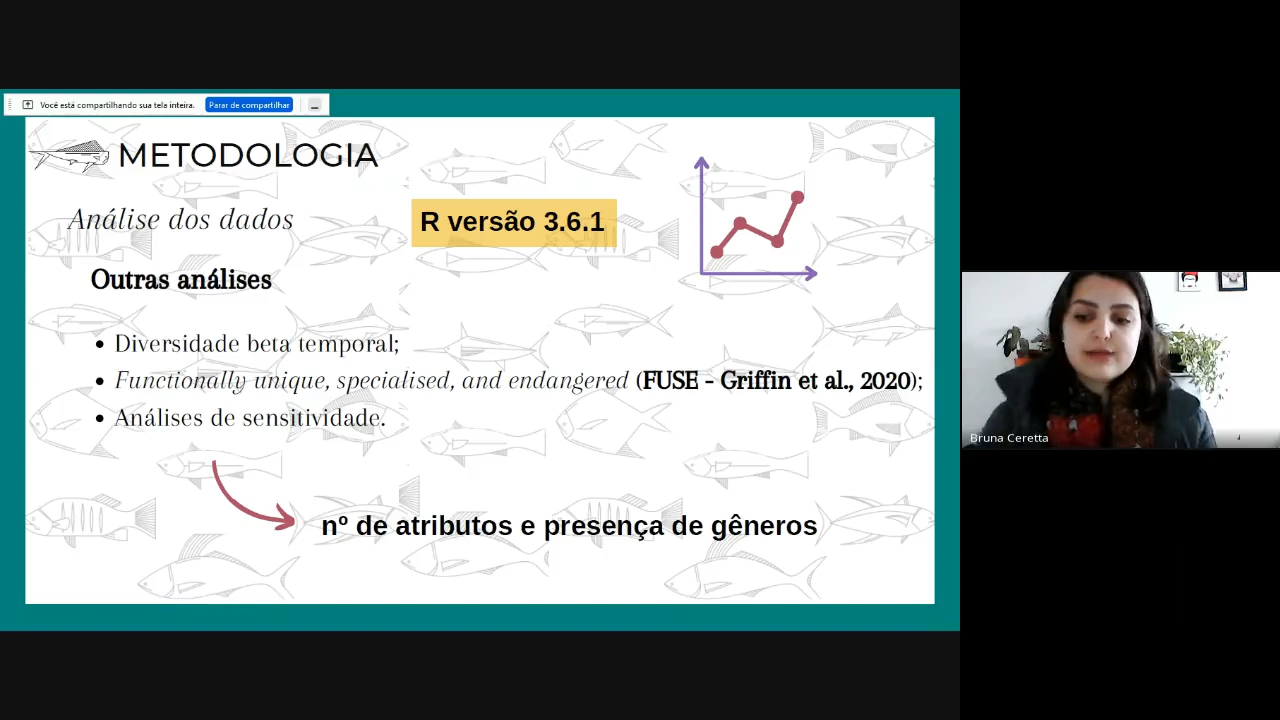 Você está compartilhando sua tela inteira.
Parar de compartilhar
METODOLOGIA
Análise dos dados
R versão 3.6.1
Outras análises
• Diversidade beta temporal;
• Functionally unique, specialised, and endangered (FUSE - Griffin et al., 2020);
• Análises de sensitividade.
nº de atributos e presença de gêneros
Bruna Ceretta